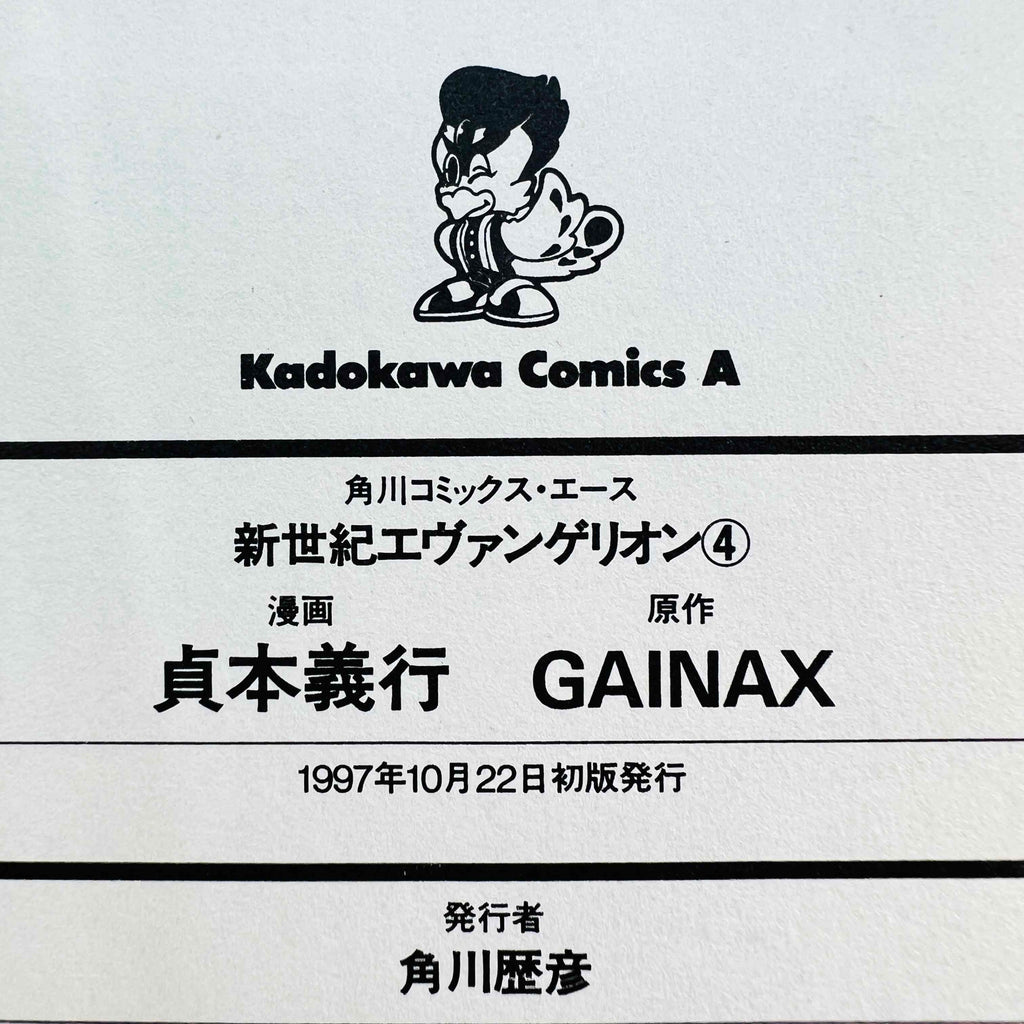 Kadokawa Comics A
角川コミックス・エース
新世紀エヴァンゲリオン④
漫画 原作
貞本義行 GAINAX
1997年10月22日初版発行
発行者
角川歴彦